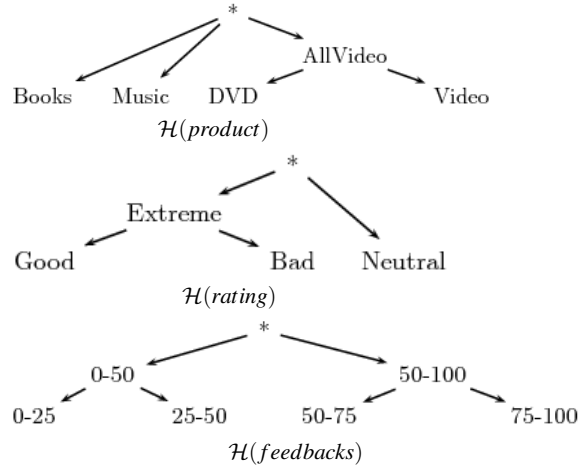 *
AllVideo
Books Music DVD Video
ℋ(product)
*
Extreme
Good Bad Neutral
ℋ(rating)
*
0-50 50-100
0-25 25-50 50-75 75-100
ℋ(feedbacks)